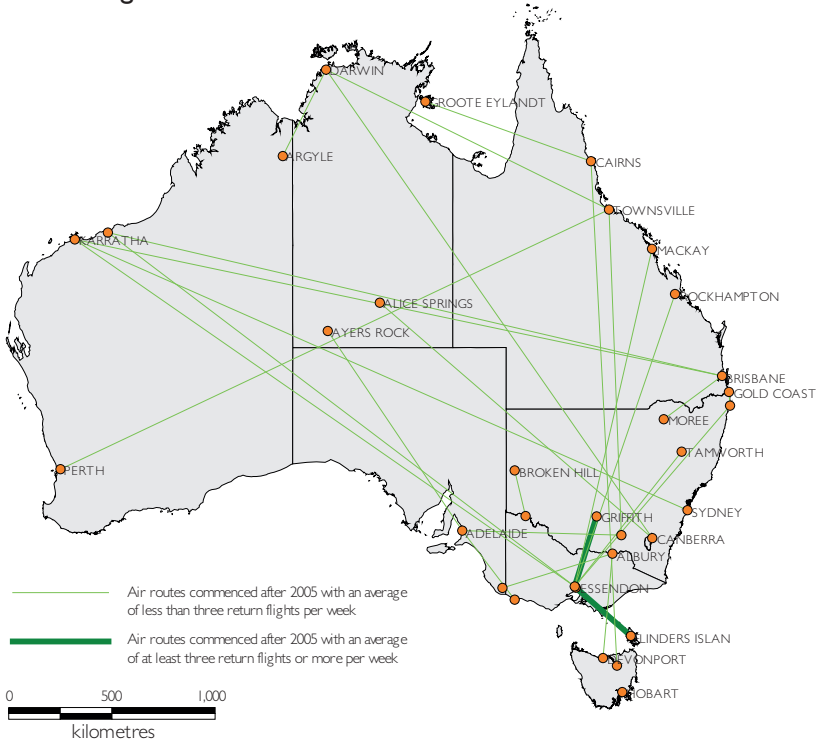 DARWIN
GROOTE EYLANDT
ARGYLE
CAIRNS
TOWNSVILLE
KARRATHA
MACKAY
ROCKHAMPTON
ALICE SPRINGS
AYERS ROCK
BRISBANE
GOLD COAST
MOREE
TAMWORTH
BROKEN HILL
PERTH
SYDNEY
GRIFFITH
ADELAIDE
CANBERRA
ALBURY
ESSENDON
Air routes commenced after 2005 with an average
of less than three return flights per week
FLINDERS ISLAN
Air routes commenced after 2005 with an average
of at least three return flights or more per week
DEVONPORT
HOBART
0 500 1,000
kilometres